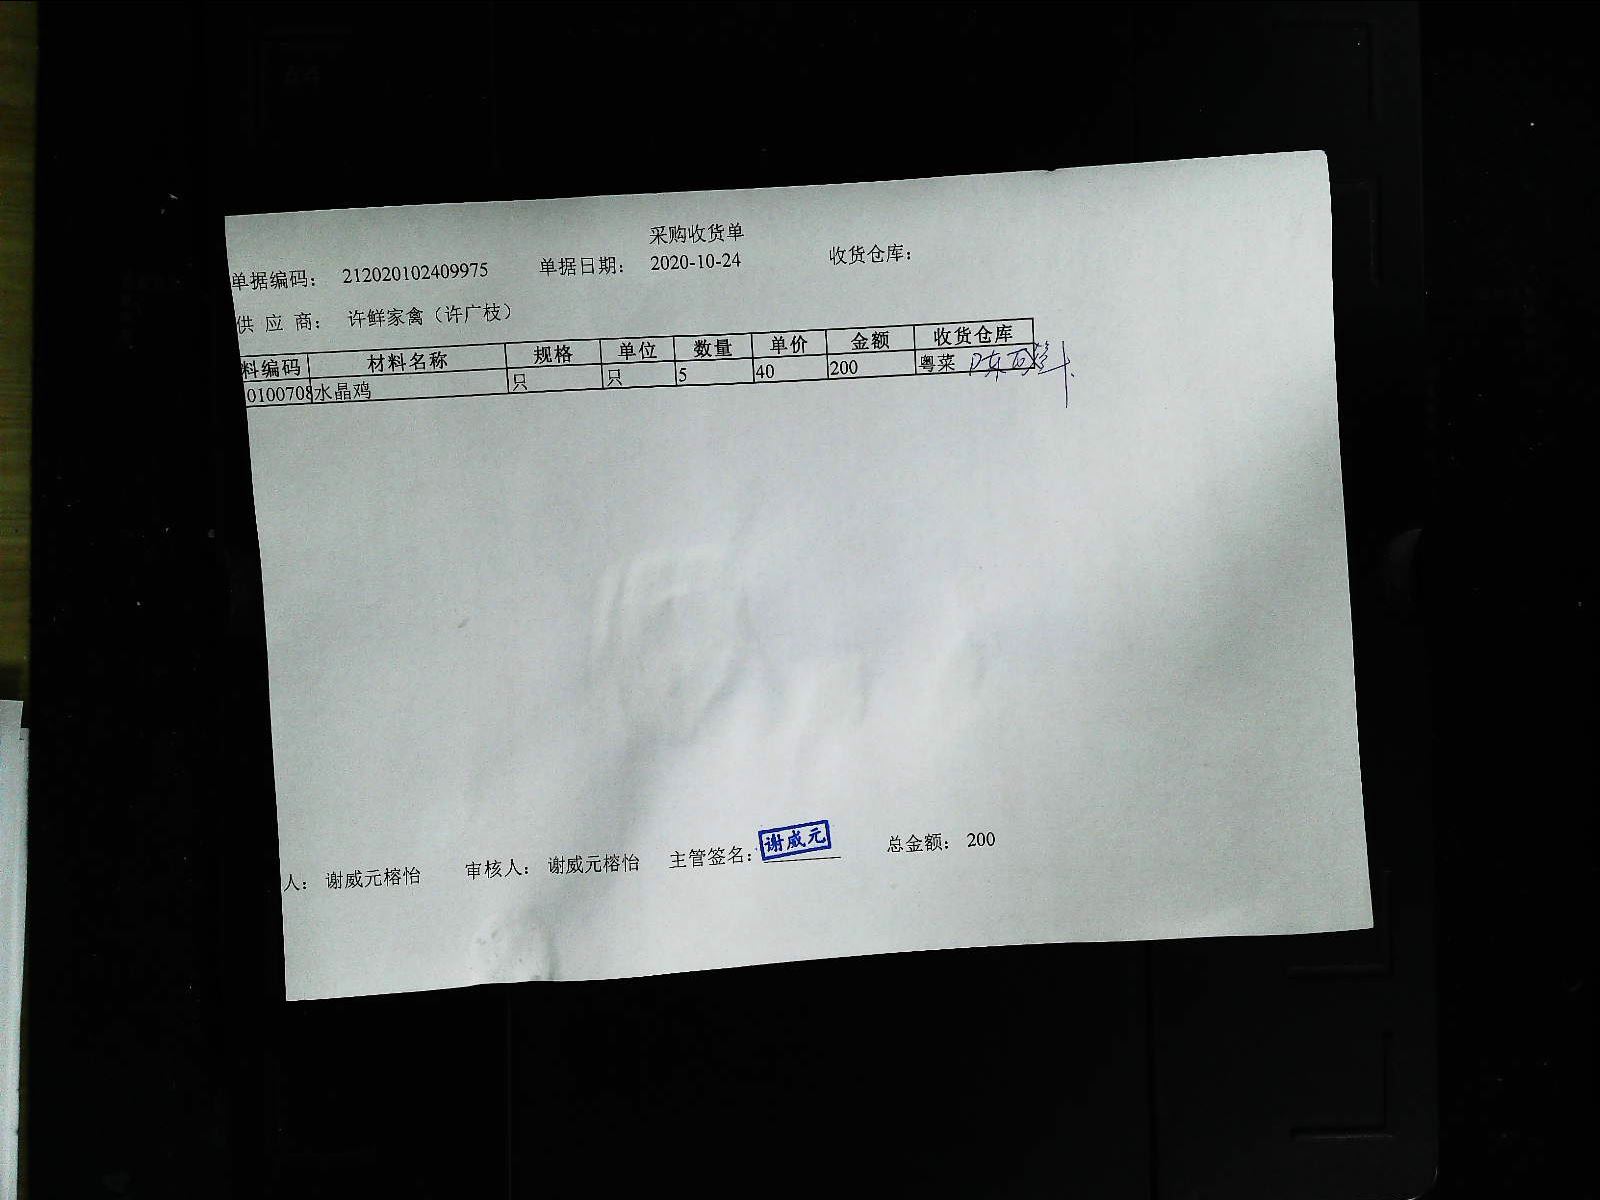 采购收货单
单据编码： 212020102409975 单据日期： 2020-10-24 收货仓库：
供 应 商： 许鲜家禽（许广枝）
料编码 材料名称 规格 单位 数量 单价 金额 收货仓库
0100708 水晶鸡 只 只 5 40 200 粤菜
人： 谢威元榕怡 审核人： 谢威元榕怡 主管签名： 谢威元 总金额： 200